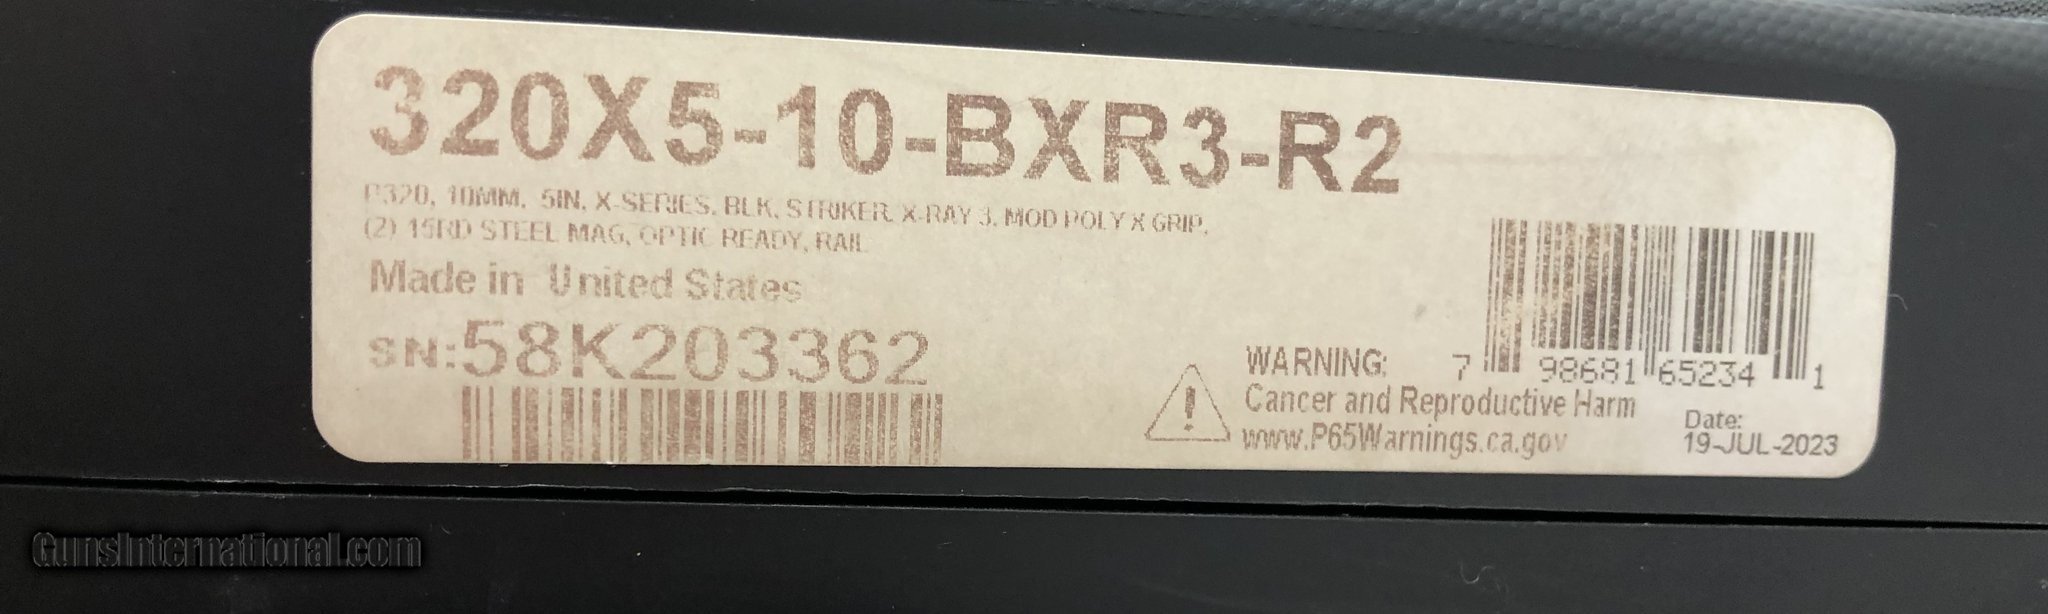 320X5-10-BXR3-R2
P320, 10MM, 5IN, X-SERIES, BLK, STRIKER, X-RAY 3, MOD POLY X GRIP,
(2) 15RD STEEL MAG, OPTIC READY, RAIL
Made in United States
SN:58K203362
WARNING:
Cancer and Reproductive Harm
www.P65Warnings.ca.gov
7 98681 65234 1
Date:
19-JUL-2023
GunsInternational.com